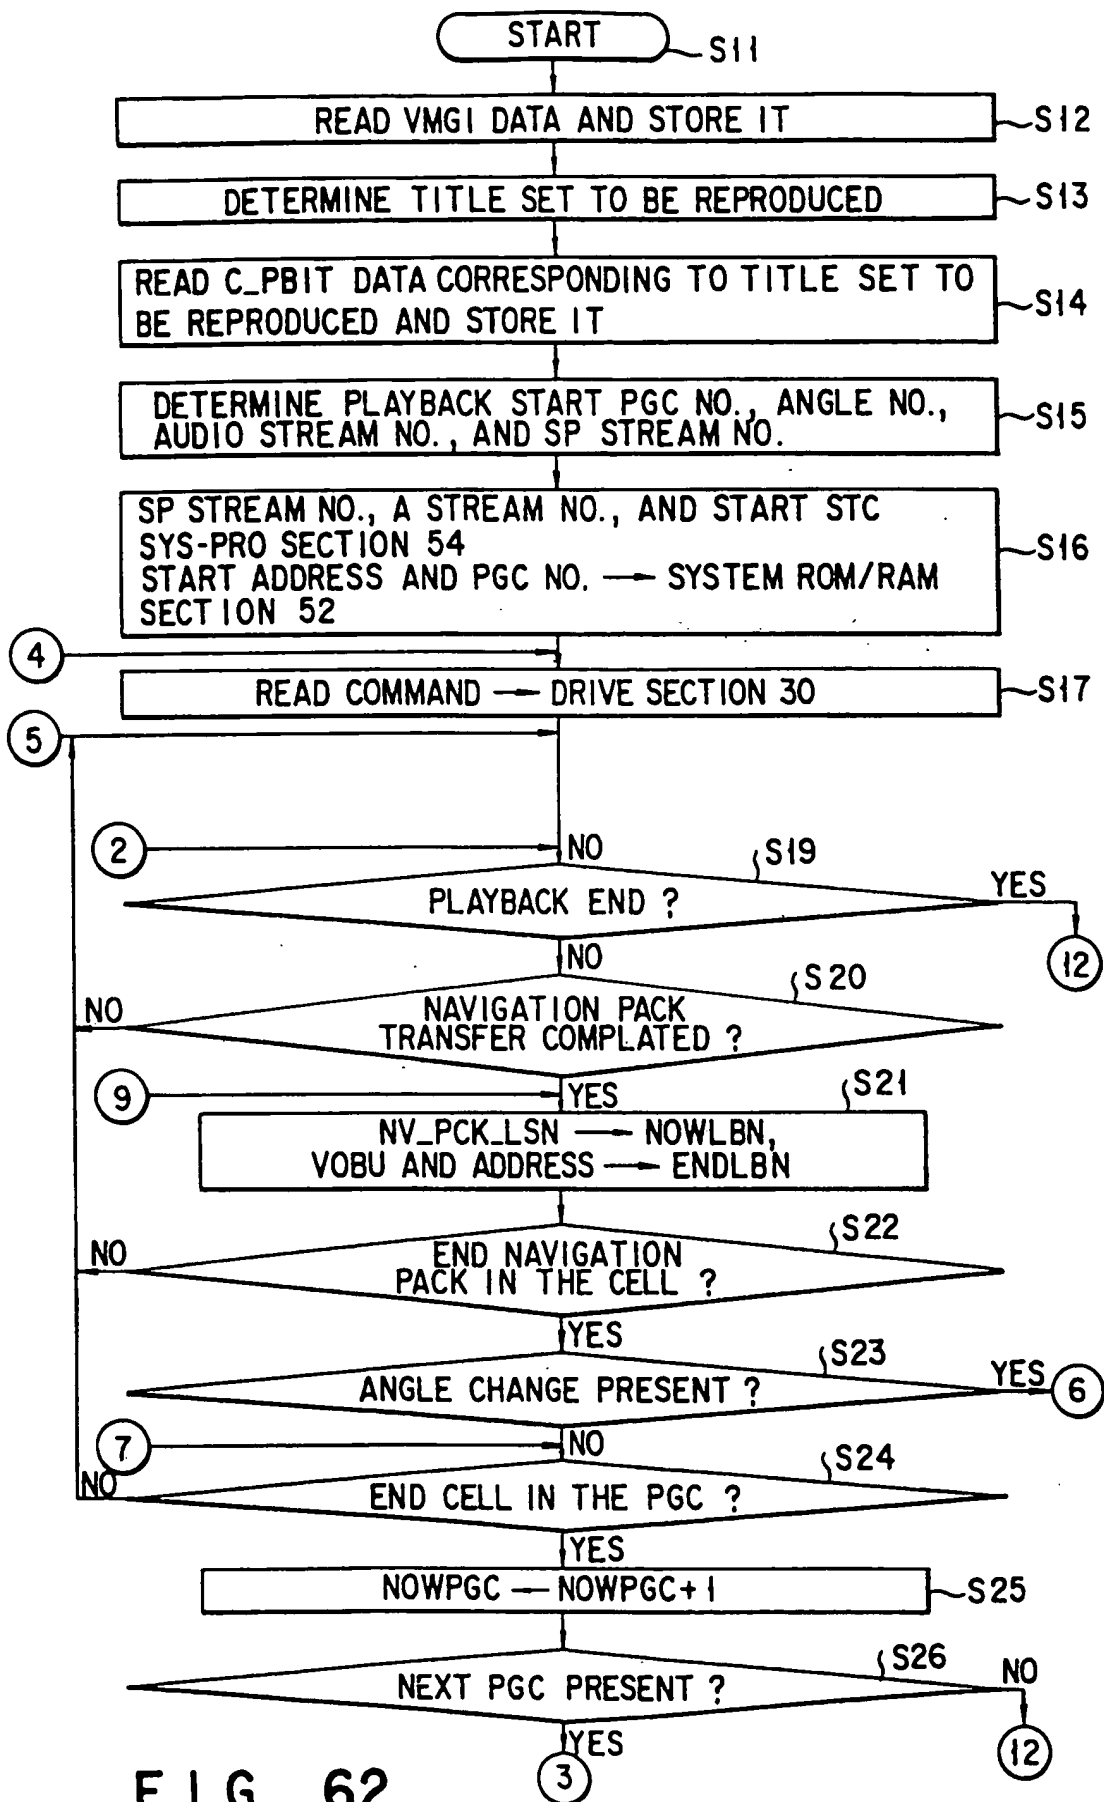 START
S11
READ VMGI DATA AND STORE IT
S12
DETERMINE TITLE SET TO BE REPRODUCED
S13
READ C_PBIT DATA CORRESPONDING TO TITLE SET TO
BE REPRODUCED AND STORE IT
S14
DETERMINE PLAYBACK START PGC NO., ANGLE NO.,
AUDIO STREAM NO., AND SP STREAM NO.
S15
SP STREAM NO., A STREAM NO., AND START STC
SYS-PRO SECTION 54
START ADDRESS AND PGC NO. → SYSTEM ROM/RAM
SECTION 52
S16
4
READ COMMAND → DRIVE SECTION 30
S17
5
2
NO
S19
PLAYBACK END ?
YES
12
NO
S20
NAVIGATION PACK
TRANSFER COMPLATED ?
NO
9
YES
S21
NV_PCK_LSN → NOWLBN,
VOBU AND ADDRESS → ENDLBN
S22
END NAVIGATION
PACK IN THE CELL ?
NO
YES
S23
ANGLE CHANGE PRESENT ?
YES
6
7
NO
S24
END CELL IN THE PGC ?
NO
YES
NOWPGC ← NOWPGC+1
S25
S26
NEXT PGC PRESENT ?
NO
12
YES
3
FIG. 62